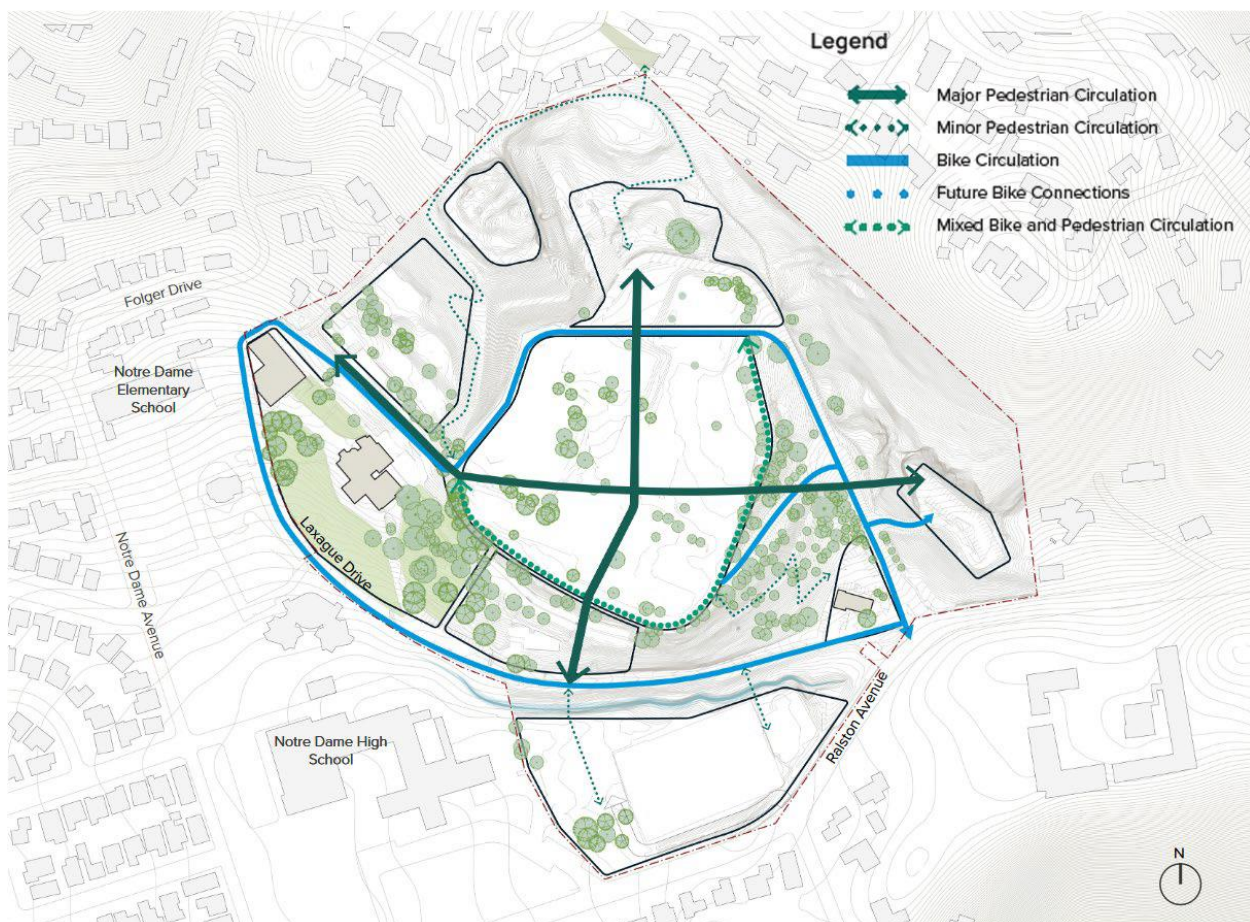 Legend
Major Pedestrian Circulation
Minor Pedestrian Circulation
Bike Circulation
Future Bike Connections
Mixed Bike and Pedestrian Circulation
Folger Drive
Notre Dame
Elementary
School
Laxague Drive
Notre Dame Avenue
Notre Dame High
School
Ralston Avenue
N